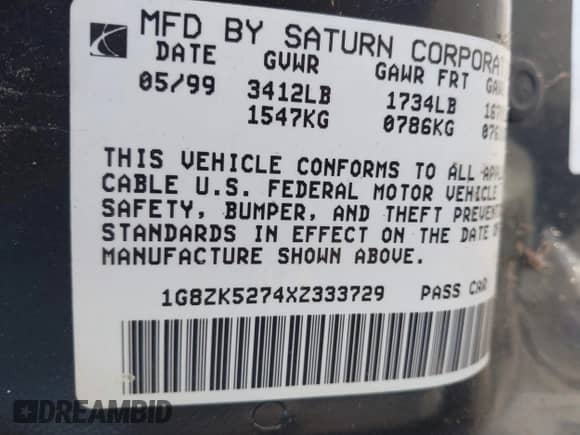 MFD BY SATURN CORPORAT
DATE GVWR GAWR FRT
05/99 3412LB 1734LB
1547KG 0786KG
THIS VEHICLE CONFORMS TO ALL APPL
CABLE U.S. FEDERAL MOTOR VEHICLE
SAFETY, BUMPER, AND THEFT PREVENT
STANDARDS IN EFFECT ON THE DATE OF
MANUFACTURE SHOWN ABOVE.
1G8ZK5274XZ333729 PASS CAR
DREAMBID